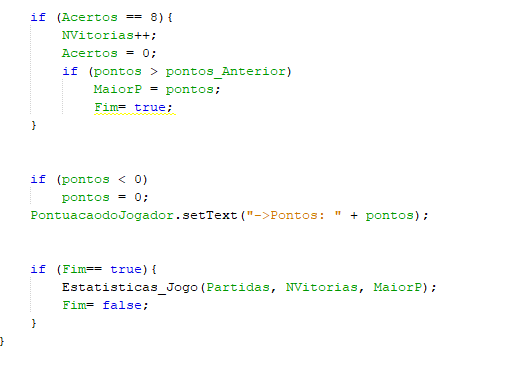 if (Acertos == 8){
NVitorias++;
Acertos = 0;
if (pontos > pontos_Anterior)
MaiorP = pontos;
Fim= true;
}
if (pontos < 0)
pontos = 0;
PontuacaodoJogador.setText("->Pontos: " + pontos);
if (Fim== true){
Estatisticas_Jogo(Partidas, NVitorias, MaiorP);
Fim= false;
}
}